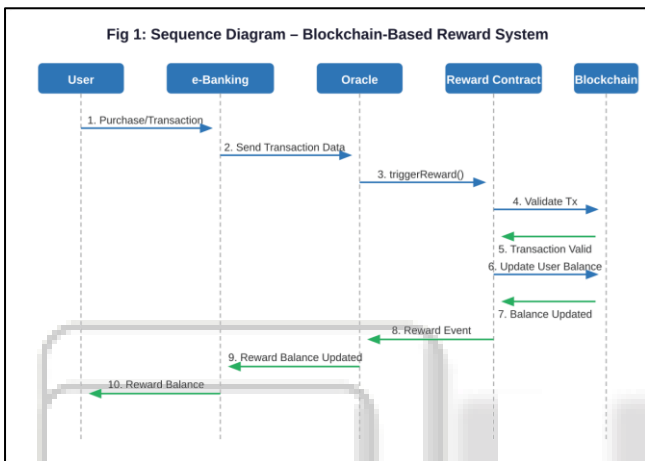 Fig 1: Sequence Diagram – Blockchain-Based Reward System
User e-Banking Oracle Reward Contract Blockchain
1. Purchase/Transaction
2. Send Transaction Data
3. triggerReward()
4. Validate Tx
5. Transaction Valid
6. Update User Balance
7. Balance Updated
8. Reward Event
9. Reward Balance Updated
10. Reward Balance